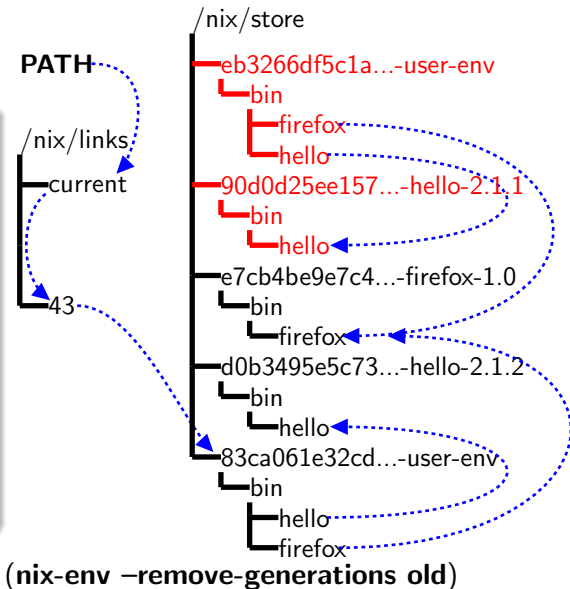 /nix/store
PATH
eb3266df5c1a...-user-env
bin
firefox
/nix/links
hello
current
90d0d25ee157...-hello-2.1.1
bin
hello
e7cb4be9e7c4...-firefox-1.0
43
bin
firefox
d0b3495e5c73...-hello-2.1.2
bin
hello
83ca061e32cd...-user-env
bin
hello
firefox
(nix-env –remove-generations old)